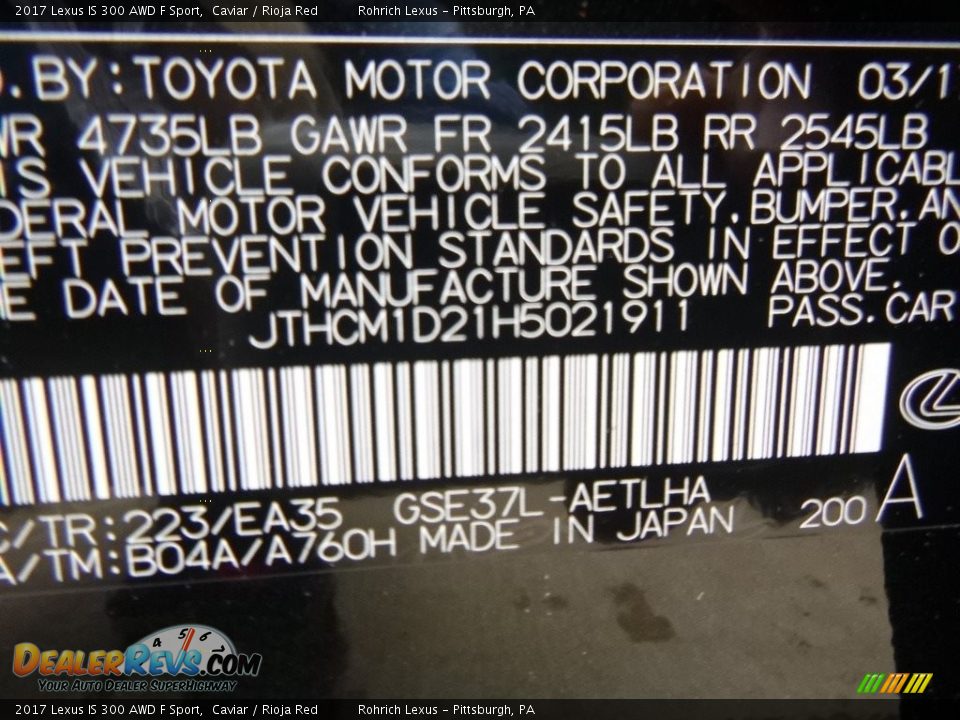 2017 Lexus IS 300 AWD F Sport, Caviar / Rioja Red Rohrich Lexus - Pittsburgh, PA
.BY:TOYOTA MOTOR CORPORATION 03/1
WR 4735LB GAWR FR 2415LB RR 2545LB
IS VEHICLE CONFORMS TO ALL APPLICABL
DERAL MOTOR VEHICLE SAFETY.BUMPER.AN
EFT PREVENTION STANDARDS IN EFFECT O
E DATE OF MANUFACTURE SHOWN ABOVE.
JTHCM1D21H5021911 PASS.CAR
C/TR:223/EA35 GSE37L-AETLHA
A/TM:B04A/A760H MADE IN JAPAN 200 A
4 5 6
DEALERREVS.COM
YOUR AUTO DEALER SUPERHIGHWAY
2017 Lexus IS 300 AWD F Sport, Caviar / Rioja Red Rohrich Lexus - Pittsburgh, PA